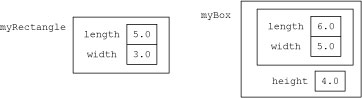 myRectangle
length 5.0
width 3.0
myBox
length 6.0
width 5.0
height 4.0